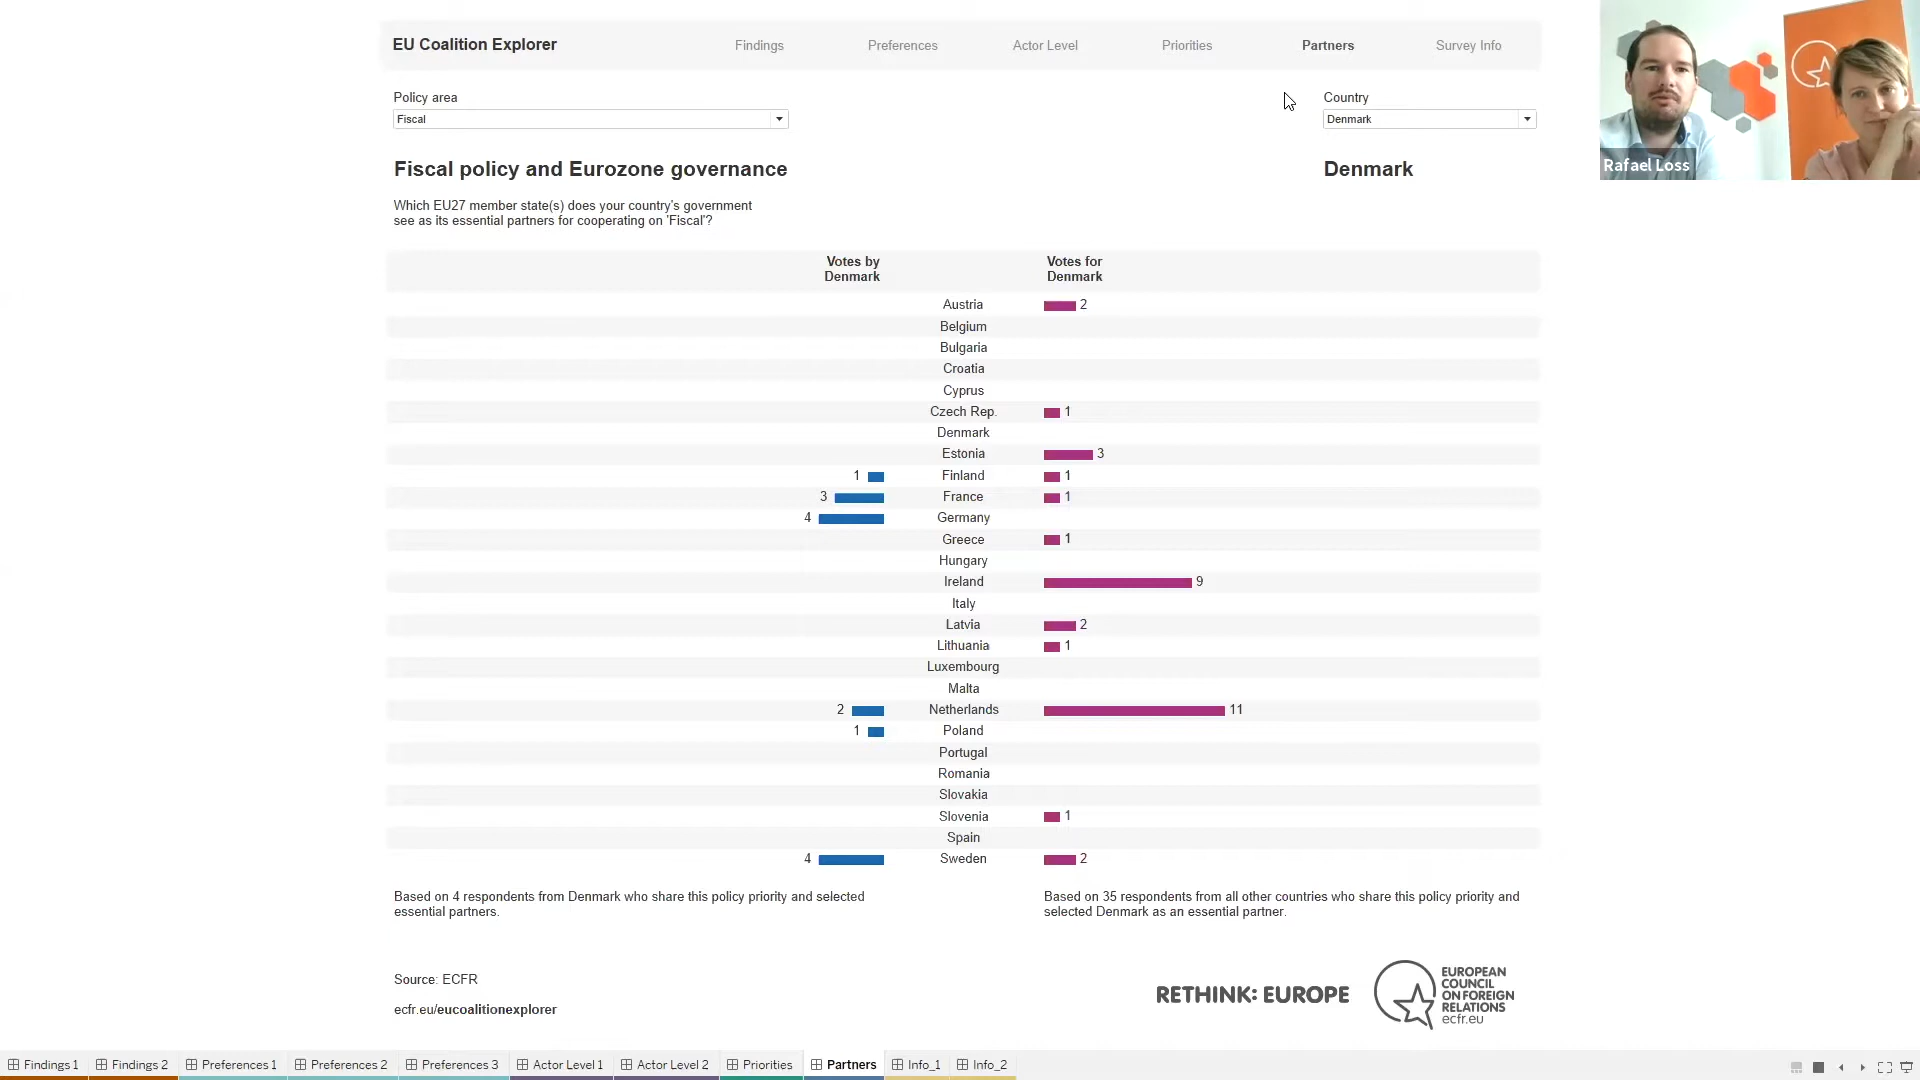 EU Coalition Explorer
Findings
Preferences
Actor Level
Priorities
Partners
Survey Info
Policy area
Fiscal
Country
Denmark
Rafael Loss
Fiscal policy and Eurozone governance
Denmark
Which EU27 member state(s) does your country's government
see as its essential partners for cooperating on 'Fiscal'?
Votes by
Denmark
Votes for
Denmark
Austria 2
Belgium
Bulgaria
Croatia
Cyprus
Czech Rep. 1
Denmark
Estonia 3
1 Finland 1
3 France 1
4 Germany
Greece 1
Hungary
Ireland 9
Italy
Latvia 2
Lithuania 1
Luxembourg
Malta
2 Netherlands 11
1 Poland
Portugal
Romania
Slovakia
Slovenia 1
Spain
4 Sweden 2
Based on 4 respondents from Denmark who share this policy priority and selected
essential partners.
Based on 35 respondents from all other countries who share this policy priority and
selected Denmark as an essential partner.
Source: ECFR
ecfr.eu/eucoalitionexplorer
RETHINK: EUROPE
EUROPEAN
COUNCIL
ON FOREIGN
RELATIONS
ecfr.eu
Findings 1
Findings 2
Preferences 1
Preferences 2
Preferences 3
Actor Level 1
Actor Level 2
Priorities
Partners
Info_1
Info_2